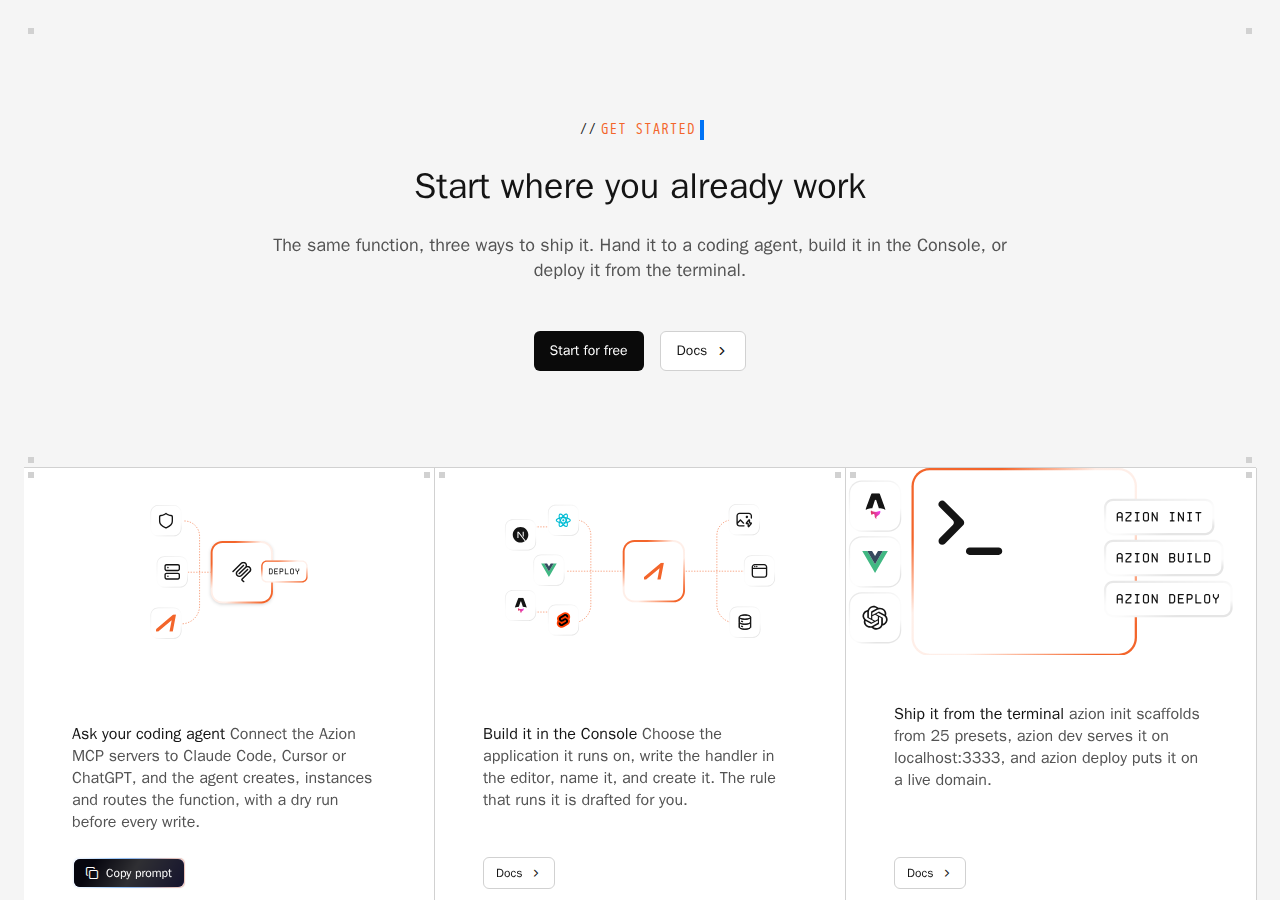 // GET STARTED
Start where you already work
The same function, three ways to ship it. Hand it to a coding agent, build it in the Console, or
deploy it from the terminal.
Start for free
Docs
DEPLOY
Ask your coding agent Connect the Azion
MCP servers to Claude Code, Cursor or
ChatGPT, and the agent creates, instances
and routes the function, with a dry run
before every write.
Copy prompt
Build it in the Console Choose the
application it runs on, write the handler in
the editor, name it, and create it. The rule
that runs it is drafted for you.
Docs
AZION INIT
AZION BUILD
AZION DEPLOY
Ship it from the terminal azion init scaffolds
from 25 presets, azion dev serves it on
localhost:3333, and azion deploy puts it on
a live domain.
Docs